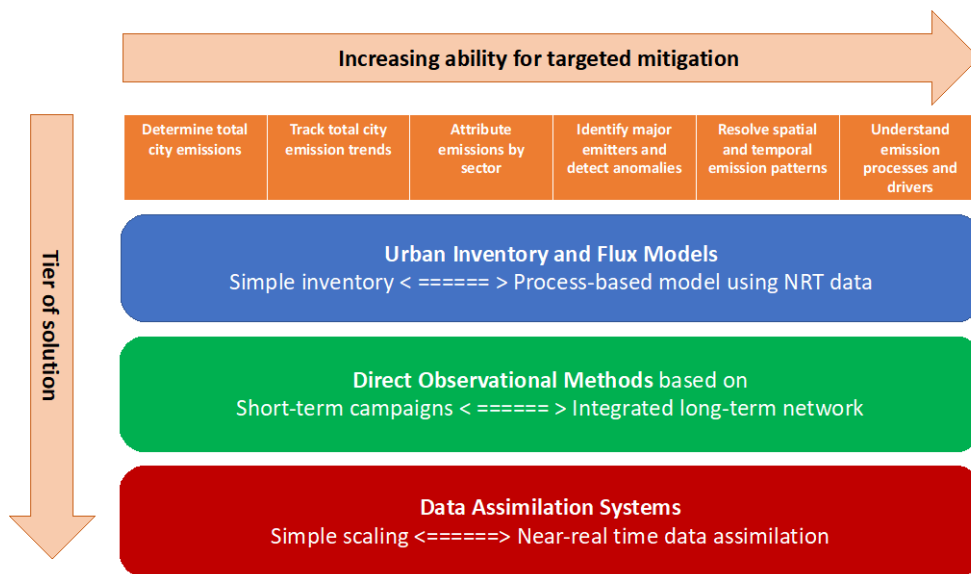 Increasing ability for targeted mitigation
Determine total
city emissions
Track total city
emission trends
Attribute
emissions by
sector
Identify major
emitters and
detect anomalies
Resolve spatial
and temporal
emission patterns
Understand
emission
processes and
drivers
Tier of solution
Urban Inventory and Flux Models
Simple inventory < ====== > Process-based model using NRT data
Direct Observational Methods based on
Short-term campaigns < ====== > Integrated long-term network
Data Assimilation Systems
Simple scaling <======> Near-real time data assimilation